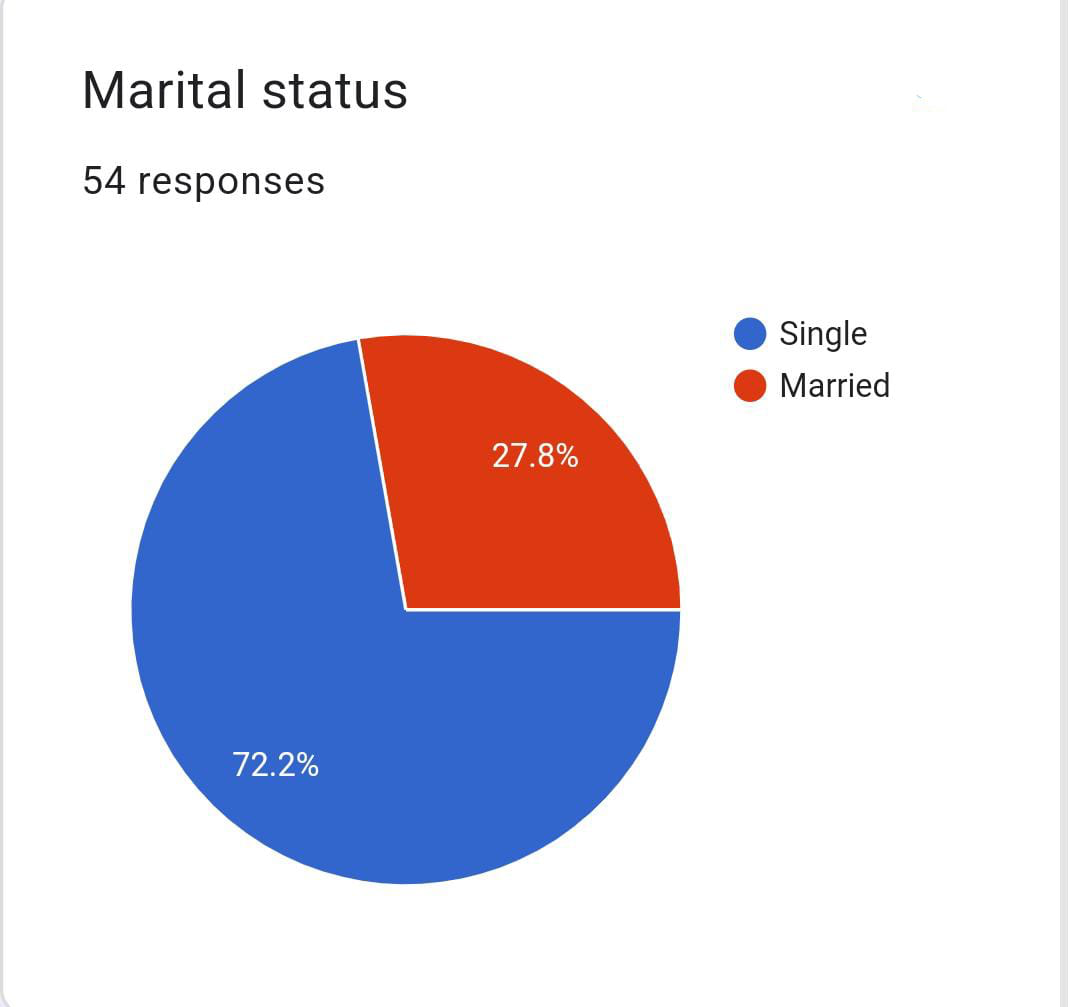 Marital status
54 responses
Single
Married
27.8%
72.2%